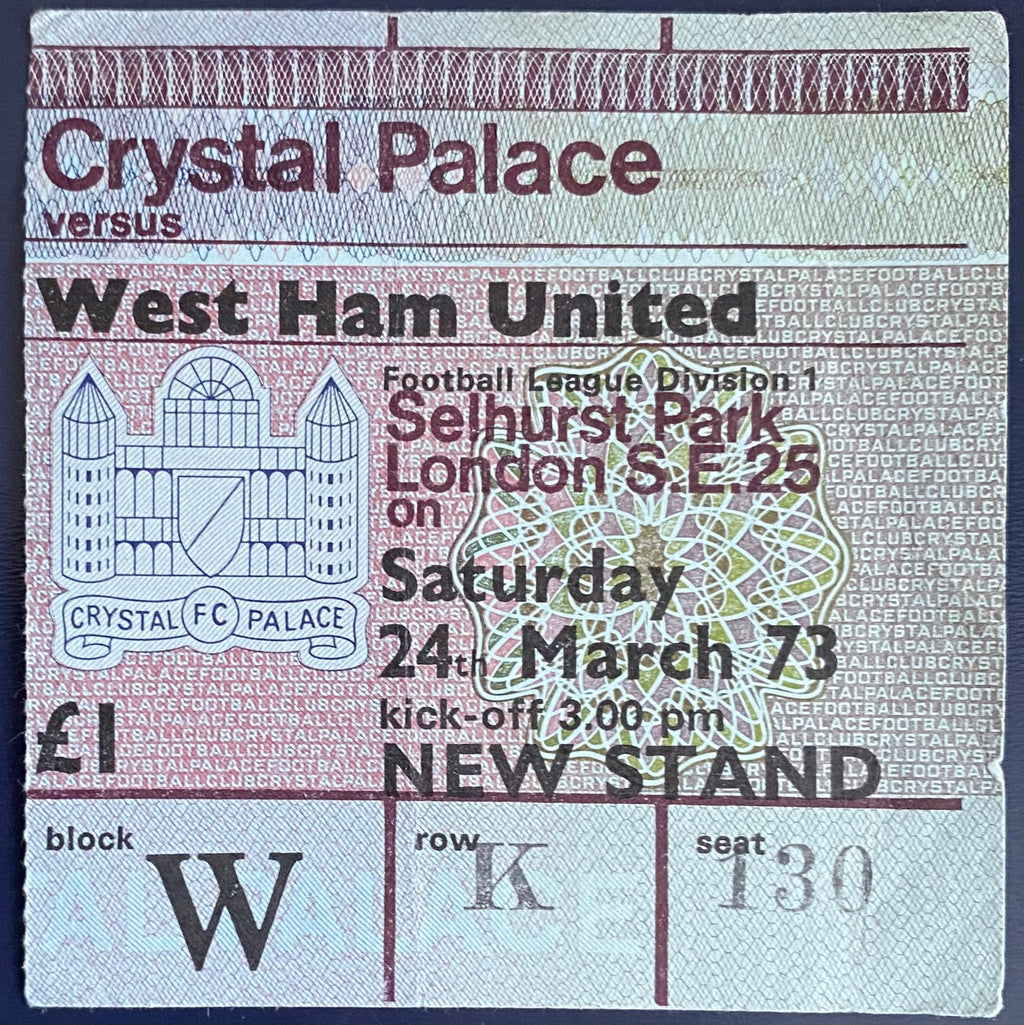 Crystal Palace
versus
West Ham United
Football League Division 1
Selhurst Park
London S.E.25
on
Saturday
24th March 73
kick-off 3.00 pm
NEW STAND
CRYSTAL FC PALACE
£1
block W
row K
seat 130